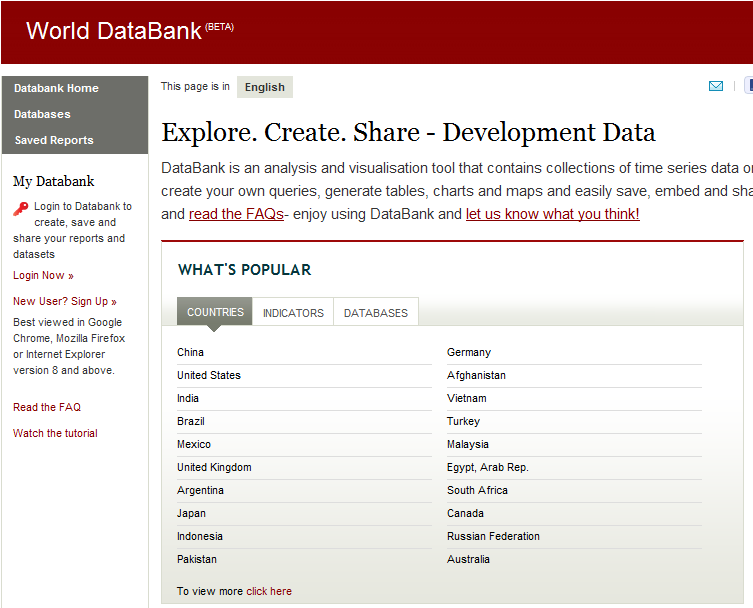 World DataBank (BETA)
Databank Home
Databases
Saved Reports
My Databank
Login to Databank to
create, save and
share your reports and
datasets
Login Now »
New User? Sign Up »
Best viewed in Google
Chrome, Mozilla Firefox
or Internet Explorer
version 8 and above.
Read the FAQ
Watch the tutorial
This page is in English
Explore. Create. Share - Development Data
DataBank is an analysis and visualisation tool that contains collections of time series data
create your own queries, generate tables, charts and maps and easily save, embed and
and read the FAQs- enjoy using DataBank and let us know what you think!
WHAT'S POPULAR
COUNTRIES INDICATORS DATABASES
China Germany
United States Afghanistan
India Vietnam
Brazil Turkey
Mexico Malaysia
United Kingdom Egypt, Arab Rep.
Argentina South Africa
Japan Canada
Indonesia Russian Federation
Pakistan Australia
To view more click here